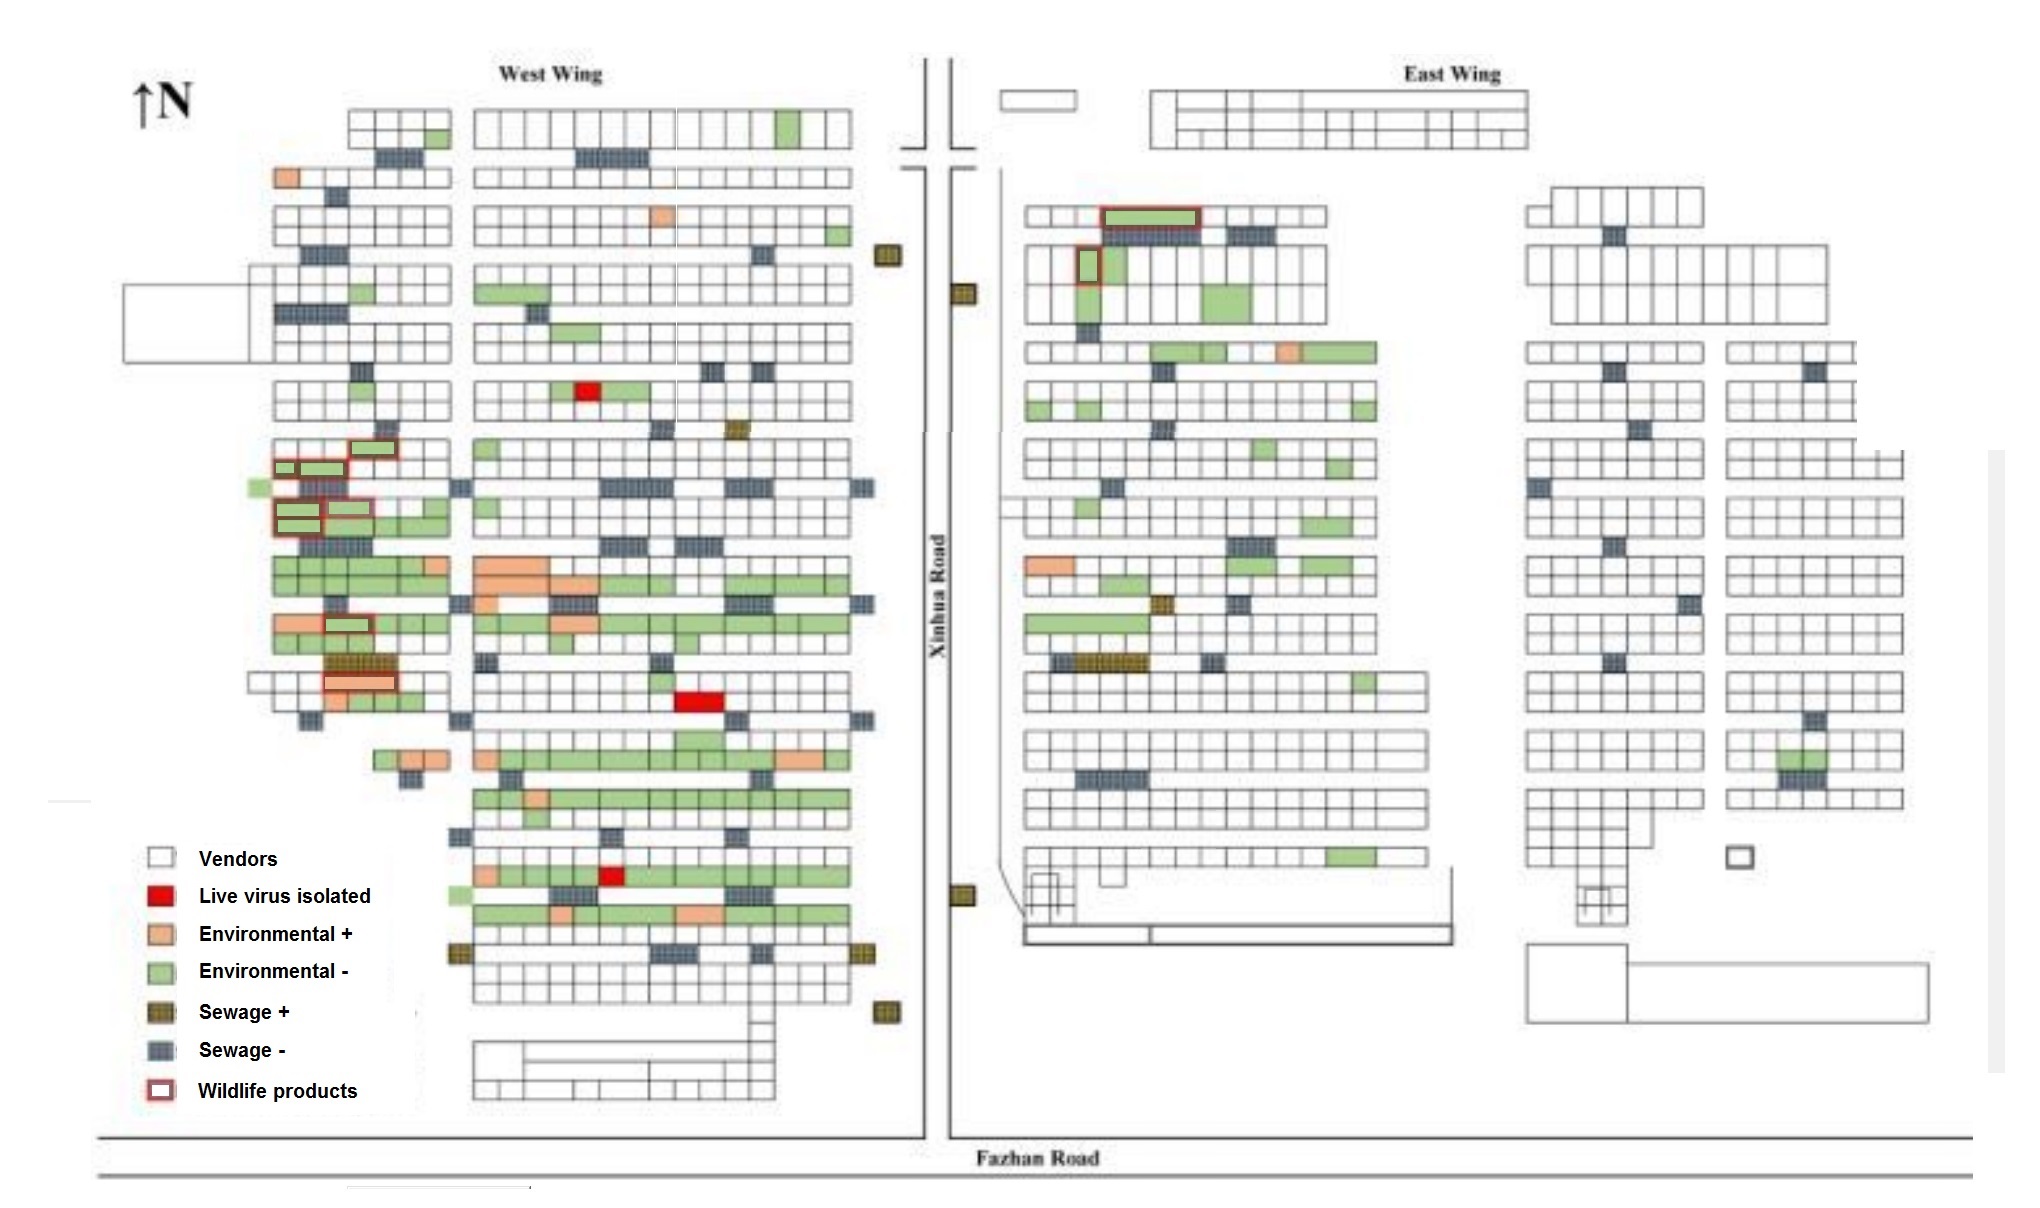 West Wing
East Wing
↑N
Xinhua Road
Vendors
Live virus isolated
Environmental +
Environmental -
Sewage +
Sewage -
Wildlife products
Fazhan Road